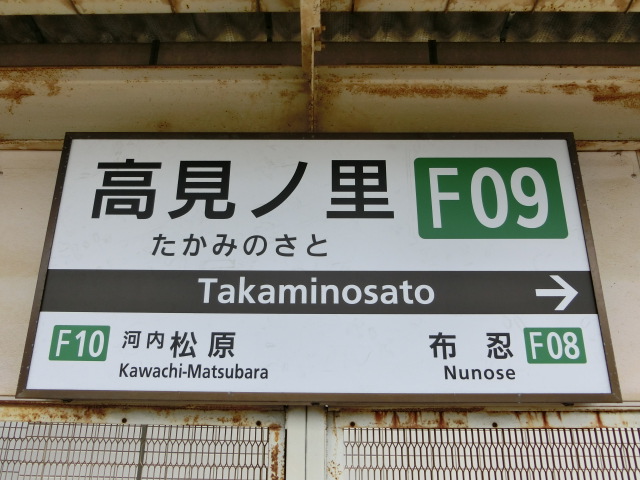 高見ノ里 F09
たかみのさと
Takaminosato →
F10 河内松原 布忍 F08
Kawachi-Matsubara Nunose